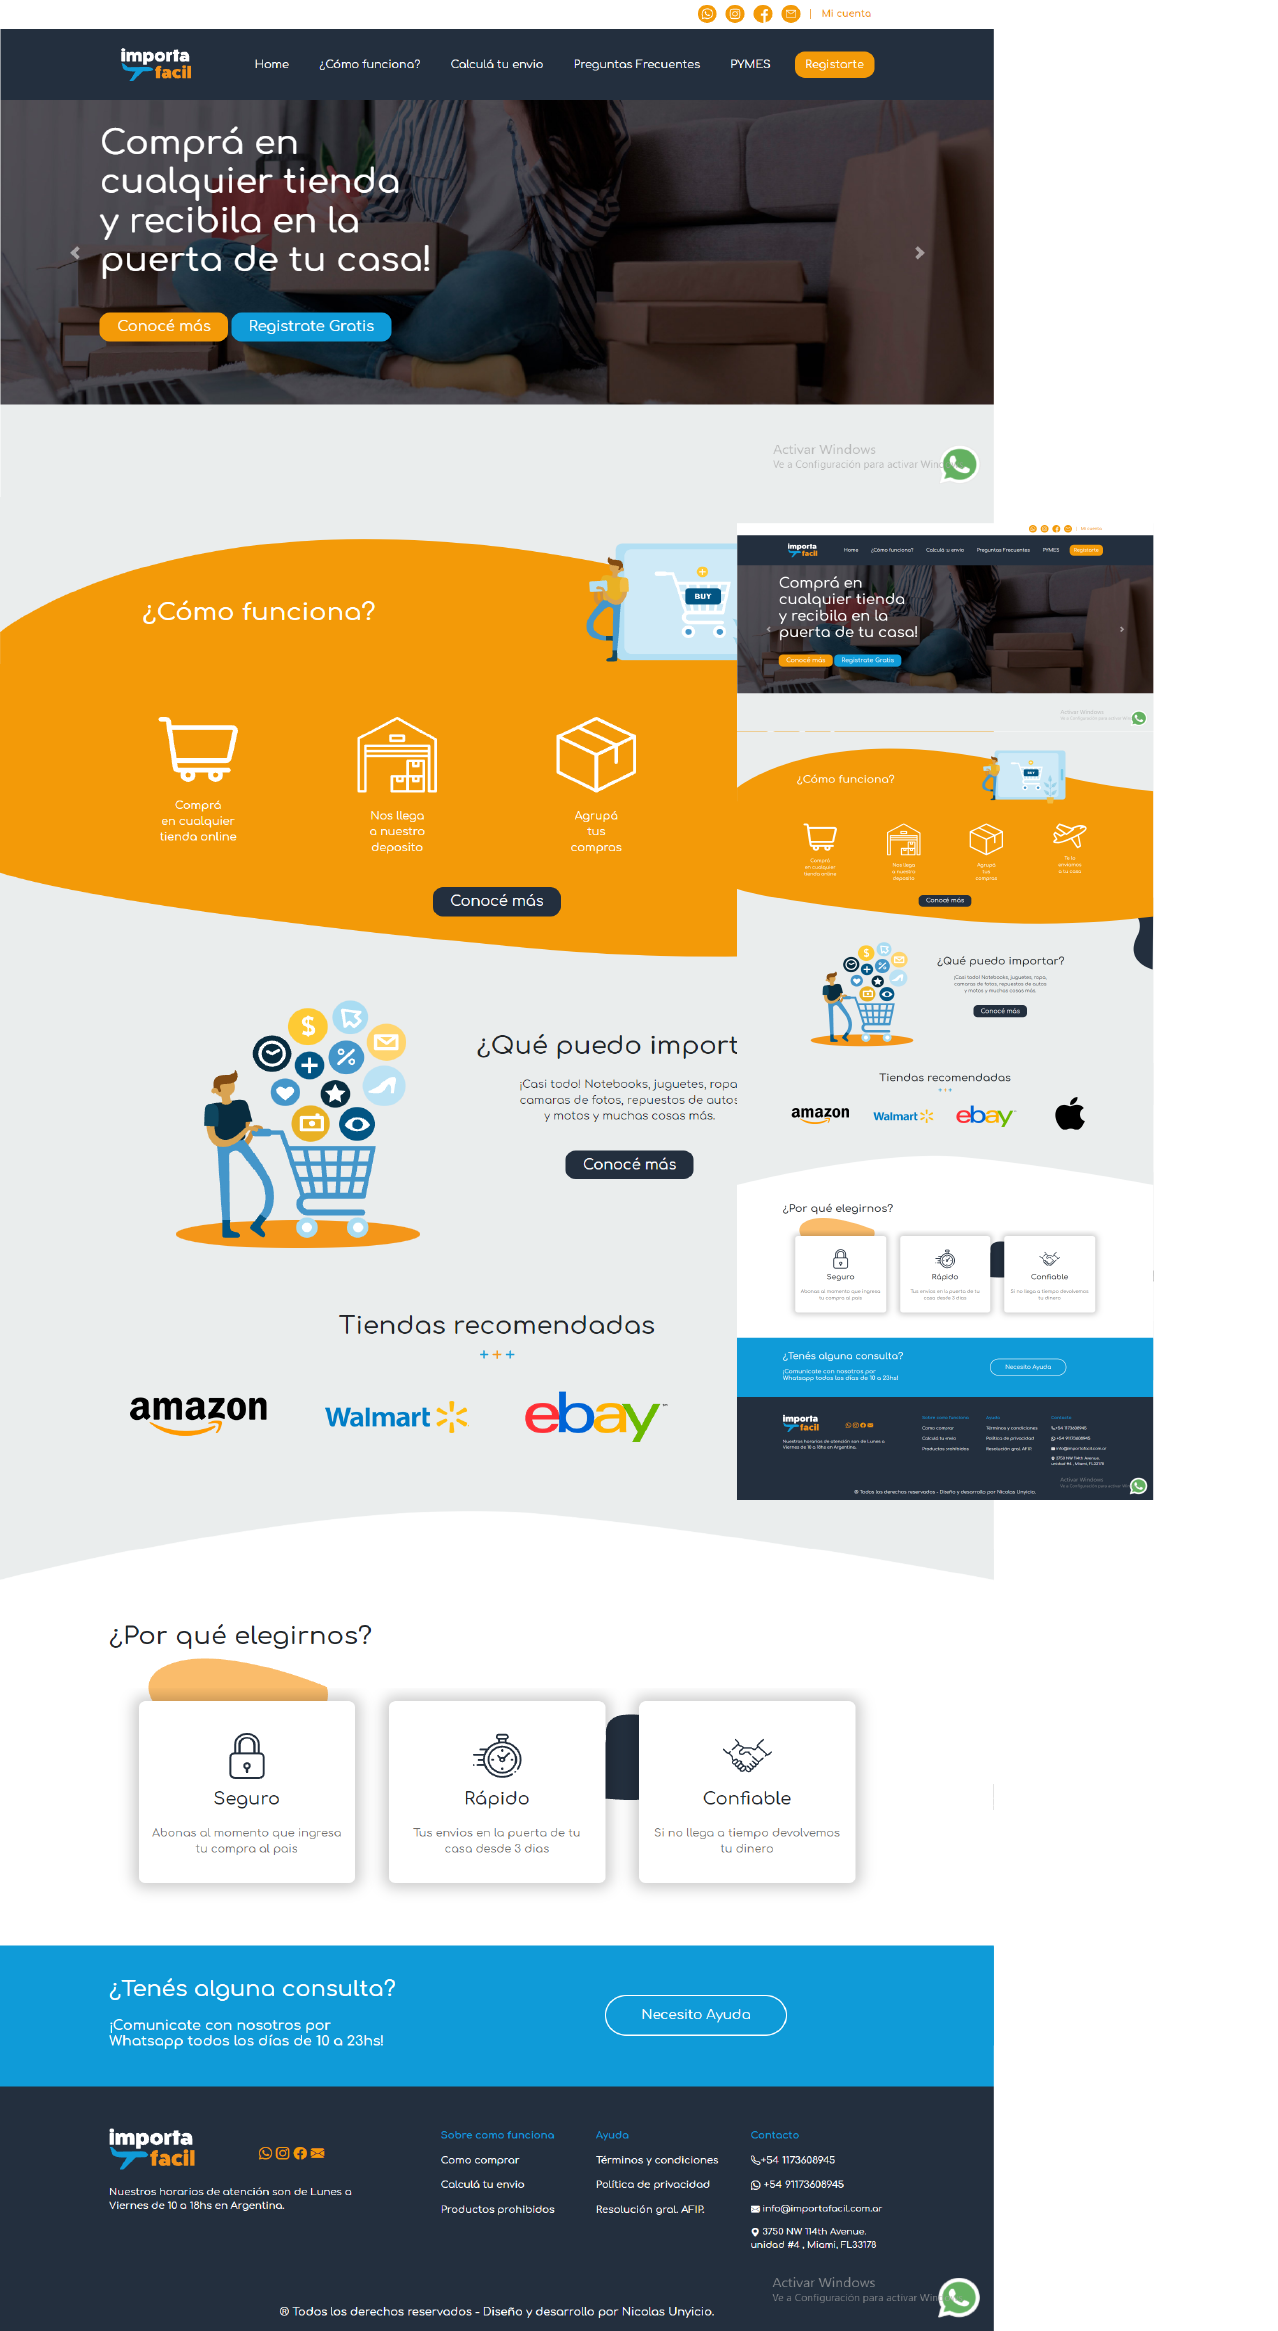 | Mi cuenta
importa
facil
Home
¿Cómo funciona?
Calculá tu envio
Preguntas Frecuentes
PYMES
Registarte
Comprá en
cualquier tienda
y recibila en la
puerta de tu casa!
Conocé más
Registrate Gratis
Activar Windows
Ve a Configuración para activar Win
¿Cómo funciona?
BUY
Comprá
en cualquier
tienda online
Nos llega
a nuestro
deposito
Agrupá
tus
compras
Conocé más
¿Qué puedo import
¡Casi todo! Notebooks, juguetes, ropa
camaras de fotos, repuestos de autos
y motos y muchas cosas más.
Conocé más
Tiendas recomendadas
amazon
Walmart
ebay
¿Por qué elegirnos?
Seguro
Abonas al momento que ingresa
tu compra al pais
Rápido
Tus envios en la puerta de tu
casa desde 3 dias
Confiable
Si no llega a tiempo devolvemos
tu dinero
¿Tenés alguna consulta?
¡Comunicate con nosotros por
Whatsapp todos los días de 10 a 23hs!
Necesito Ayuda
importa
facil
Nuestros horarios de atención son de Lunes a
Viernes de 10 a 18hs en Argentina.
Sobre como funciona
Como comprar
Calculá tu envio
Productos prohibidos
Ayuda
Términos y condiciones
Política de privacidad
Resolución gral. AFIP.
Contacto
+54 1173608945
+54 91173608945
info@importafacil.com.ar
3750 NW 114th Avenue.
unidad #4 , Miami, FL33178
Activar Windows
Ve a Configuración para activar Win
® Todos los derechos reservados - Diseño y desarrollo por Nicolas Unyicio.
| Mi cuenta
importa
facil
Home
¿Cómo funciona?
Calculá tu envio
Preguntas Frecuentes
PYMES
Registarte
Comprá en
cualquier tienda
y recibila en la
puerta de tu casa!
Conocé más
Registrate Gratis
Activar Windows
Ve a Configuración para activar Win
¿Cómo funciona?
BUY
Comprá
en cualquier
tienda online
Nos llega
a nuestro
deposito
Agrupá
tus
compras
Te lo
enviamos
a tu casa
Conocé más
¿Qué puedo importar?
¡Casi todo! Notebooks, juguetes, ropa,
camaras de fotos, repuestos de autos
y motos y muchas cosas más.
Conocé más
Tiendas recomendadas
amazon
Walmart
ebay
¿Por qué elegirnos?
Seguro
Abonas al momento que ingresa
tu compra al pais
Rápido
Tus envios en la puerta de tu
casa desde 3 dias
Confiable
Si no llega a tiempo devolvemos
tu dinero
¿Tenés alguna consulta?
¡Comunicate con nosotros por
Whatsapp todos los días de 10 a 23hs!
Necesito Ayuda
importa
facil
Nuestros horarios de atención son de Lunes a
Viernes de 10 a 18hs en Argentina.
Sobre como funciona
Como comprar
Calculá tu envio
Productos prohibidos
Ayuda
Términos y condiciones
Política de privacidad
Resolución gral. AFIP.
Contacto
+54 1173608945
+54 91173608945
info@importafacil.com.ar
3750 NW 114th Avenue.
unidad #4 , Miami, FL33178
Activar Windows
Ve a Configuración para activar Win
® Todos los derechos reservados - Diseño y desarrollo por Nicolas Unyicio.